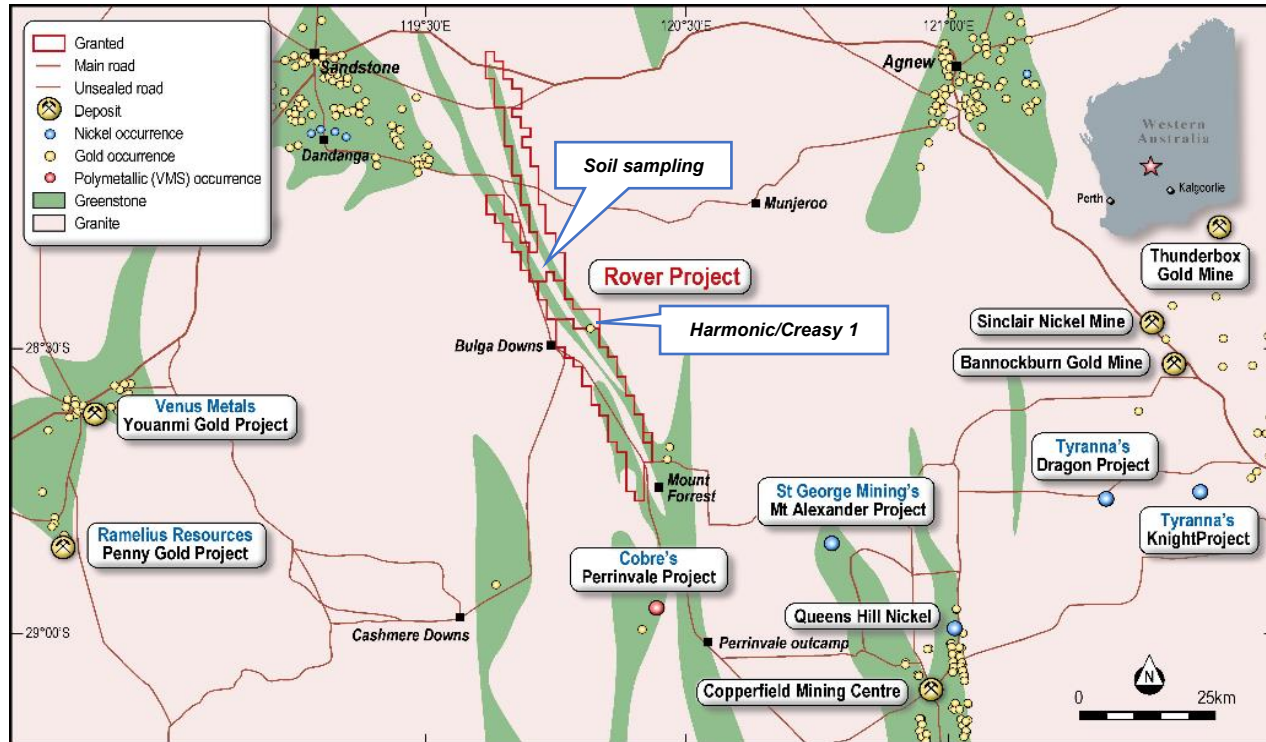 119°30'E
120°30'E
121°00'E
Granted
Main road
Unsealed road
Deposit
Nickel occurrence
Gold occurrence
Polymetallic (VMS) occurrence
Greenstone
Granite
Sandstone
Agnew
Western
Australia
Dandanga
Soil sampling
Perth
Kalgoorlie
Munjeroo
Thunderbox
Gold Mine
Rover Project
Sinclair Nickel Mine
Harmonic/Creasy 1
28°30'S
Bulga Downs
Bannockburn Gold Mine
Venus Metals
Youanmi Gold Project
Tyranna's
Dragon Project
Mount
Forrest
St George Mining's
Mt Alexander Project
Tyranna's
KnightProject
Ramelius Resources
Penny Gold Project
Cobre's
Perrinvale Project
Queens Hill Nickel
29°00'S
Cashmere Downs
Perrinvale outcamp
Copperfield Mining Centre
N
0
25km